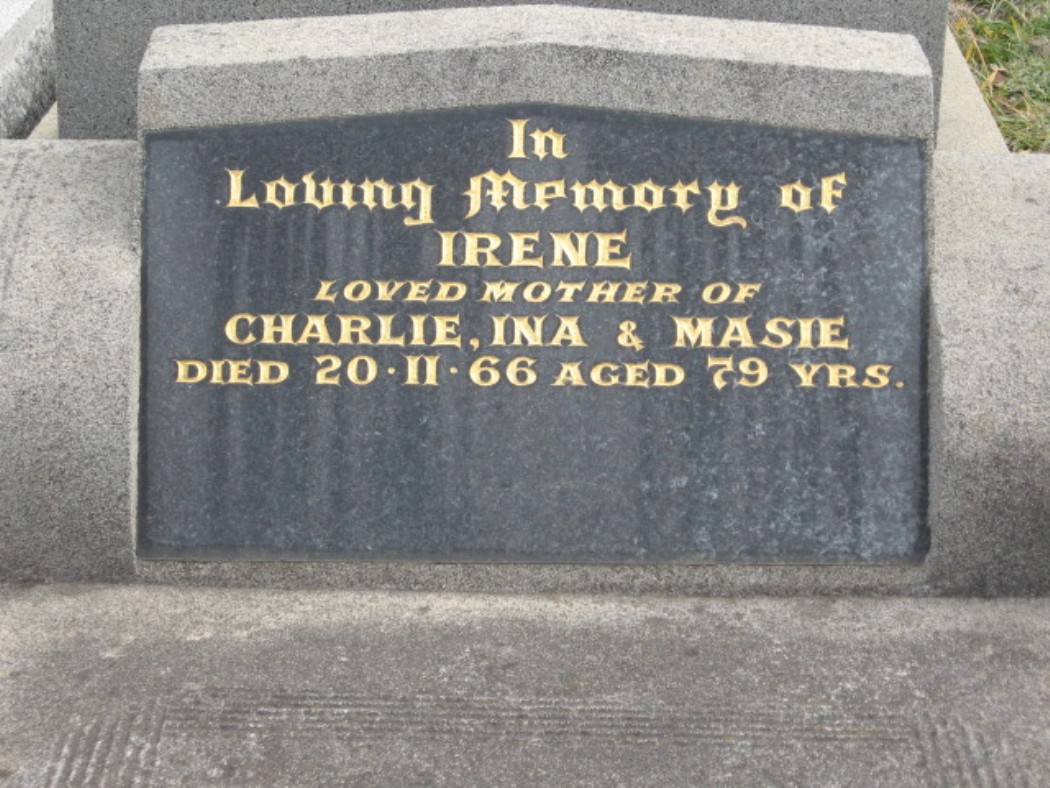 In
Loving Memory of
IRENE
LOVED MOTHER OF
CHARLIE, INA & MASIE
DIED 20·11·66 AGED 79 YRS.